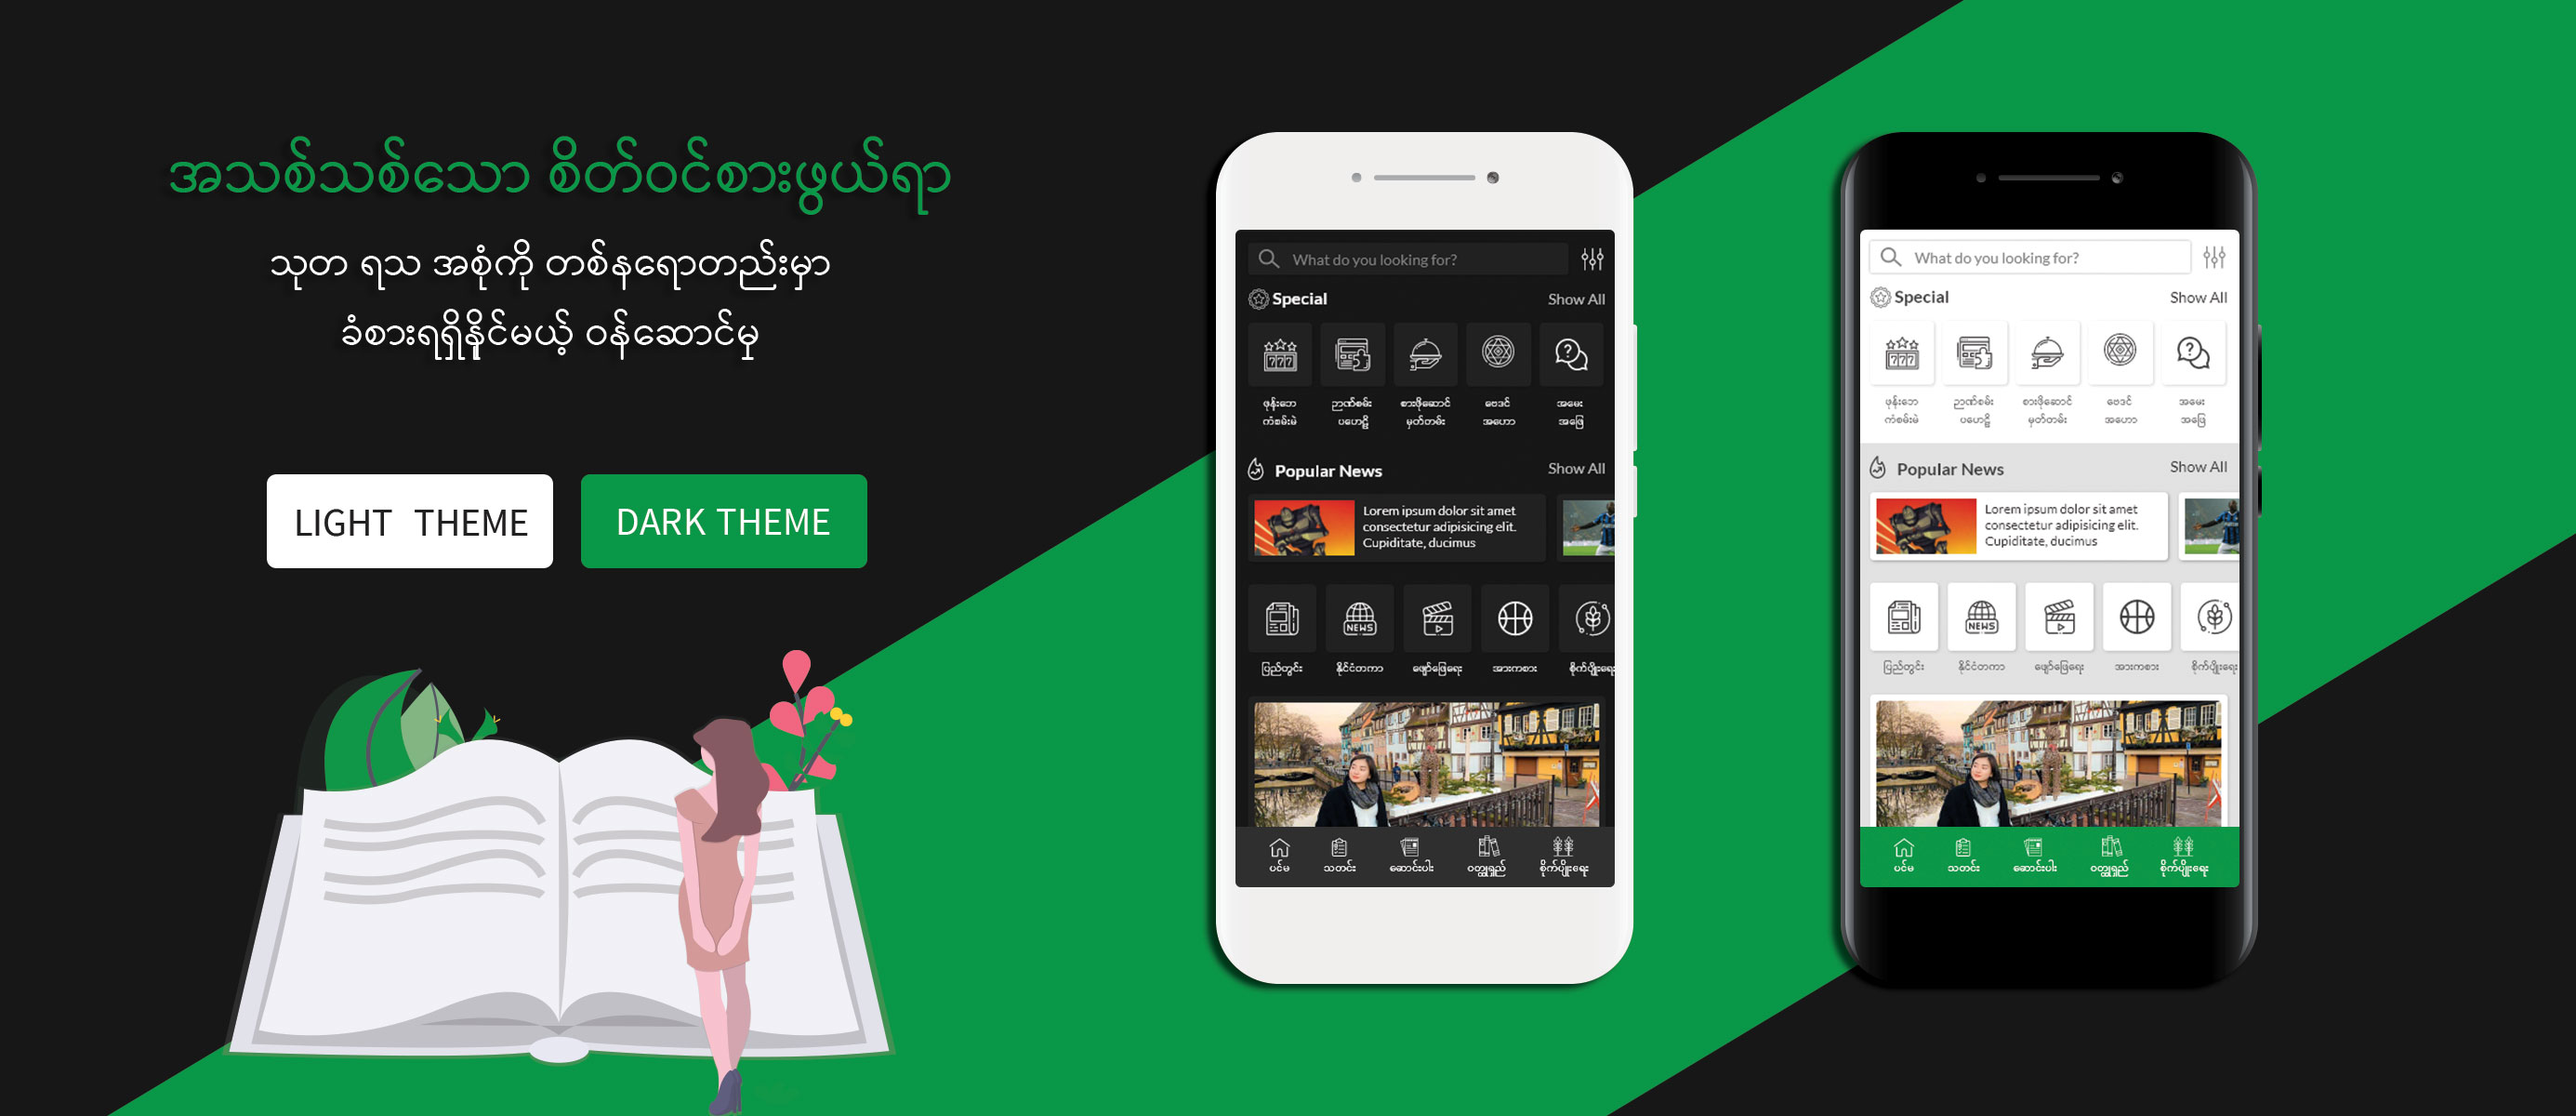 အသစ်သစ်သော စိတ်ဝင်စားဖွယ်ရာ
သုတ ရသ အစုံကို တစ်နရောတည်းမှာ
ခံစားရရှိနိုင်မယ့် ဝန်ဆောင်မှု
LIGHT THEME
DARK THEME
What do you looking for?
Special
Show All
ဖုန်းဘေ
ကံစမ်းမဲ
ဉာဏ်စမ်း
ပဟေဠိ
စားဖိုဆောင်
မှတ်တမ်း
ဗေဒင်
အဟော
အမေး
အဖြေ
Popular News
Show All
Lorem ipsum dolor sit amet
consectetur adipisicing elit.
Cupiditate, ducimus
NEWS
ပြည်တွင်း
နိုင်ငံတကာ
ဖျော်ဖြေရေး
အားကစား
စိုက်ပျိုးရေး
ပင်မ
သတင်း
ဆောင်းပါး
ဝတ္ထုရှည်
စိုက်ပျိုးရေး
What do you looking for?
Special
Show All
ဖုန်းဘေ
ကံစမ်းမဲ
ဉာဏ်စမ်း
ပဟေဠိ
စားဖိုဆောင်
မှတ်တမ်း
ဗေဒင်
အဟော
အမေး
အဖြေ
Popular News
Show All
Lorem ipsum dolor sit amet
consectetur adipisicing elit.
Cupiditate, ducimus
NEWS
ပြည်တွင်း
နိုင်ငံတကာ
ဖျော်ဖြေရေး
အားကစား
စိုက်ပျိုးရေး
ပင်မ
သတင်း
ဆောင်းပါး
ဝတ္ထုရှည်
စိုက်ပျိုးရေး